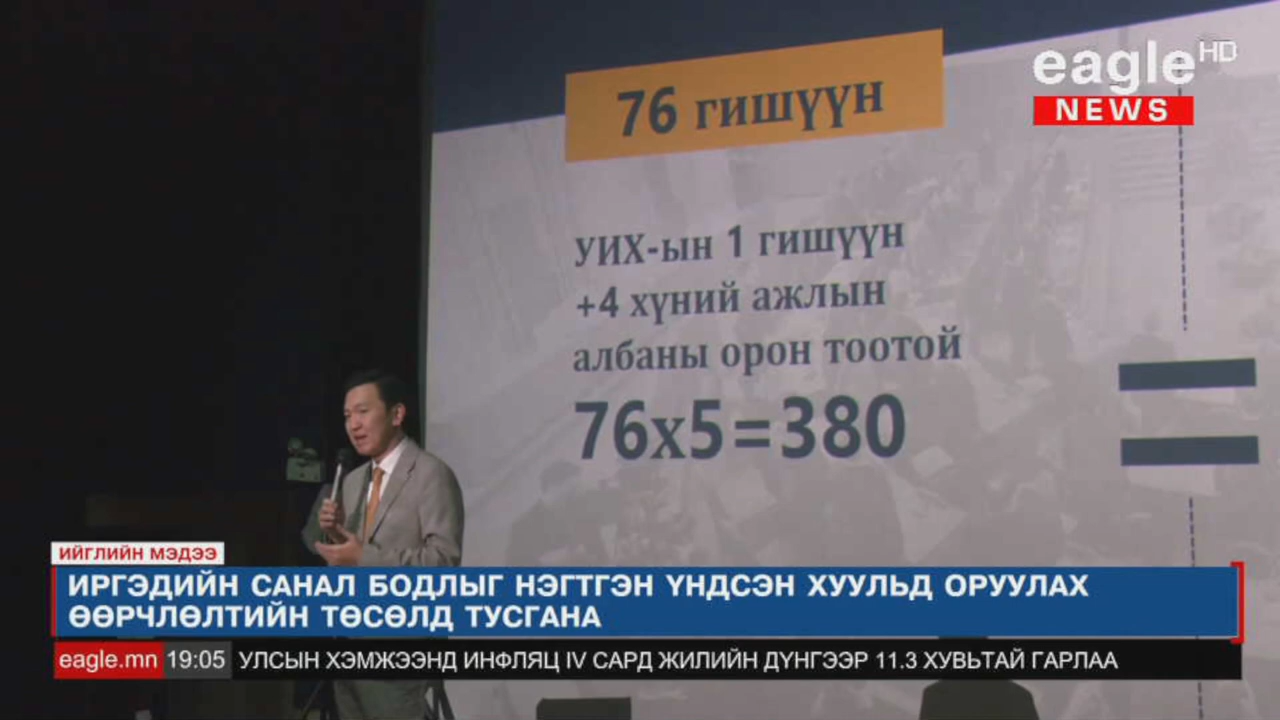 eagle HD
NEWS
76 гишүүн
УИХ-ын 1 гишүүн
+4 хүний ажлын
албаны орон тоотой
76x5=380
ИЙГЛИЙН МЭДЭЭ
ИРГЭДИЙН САНАЛ БОДЛЫГ НЭГТГЭН ҮНДСЭН ХУУЛЬД ОРУУЛАХ
ӨӨРЧЛӨЛТИЙН ТӨСӨЛД ТУСГАНА
eagle.mn 19:05 УЛСЫН ХЭМЖЭЭНД ИНФЛЯЦ IV САРД ЖИЛИЙН ДҮНГЭЭР 11.3 ХУВЬТАЙ ГАРЛАА